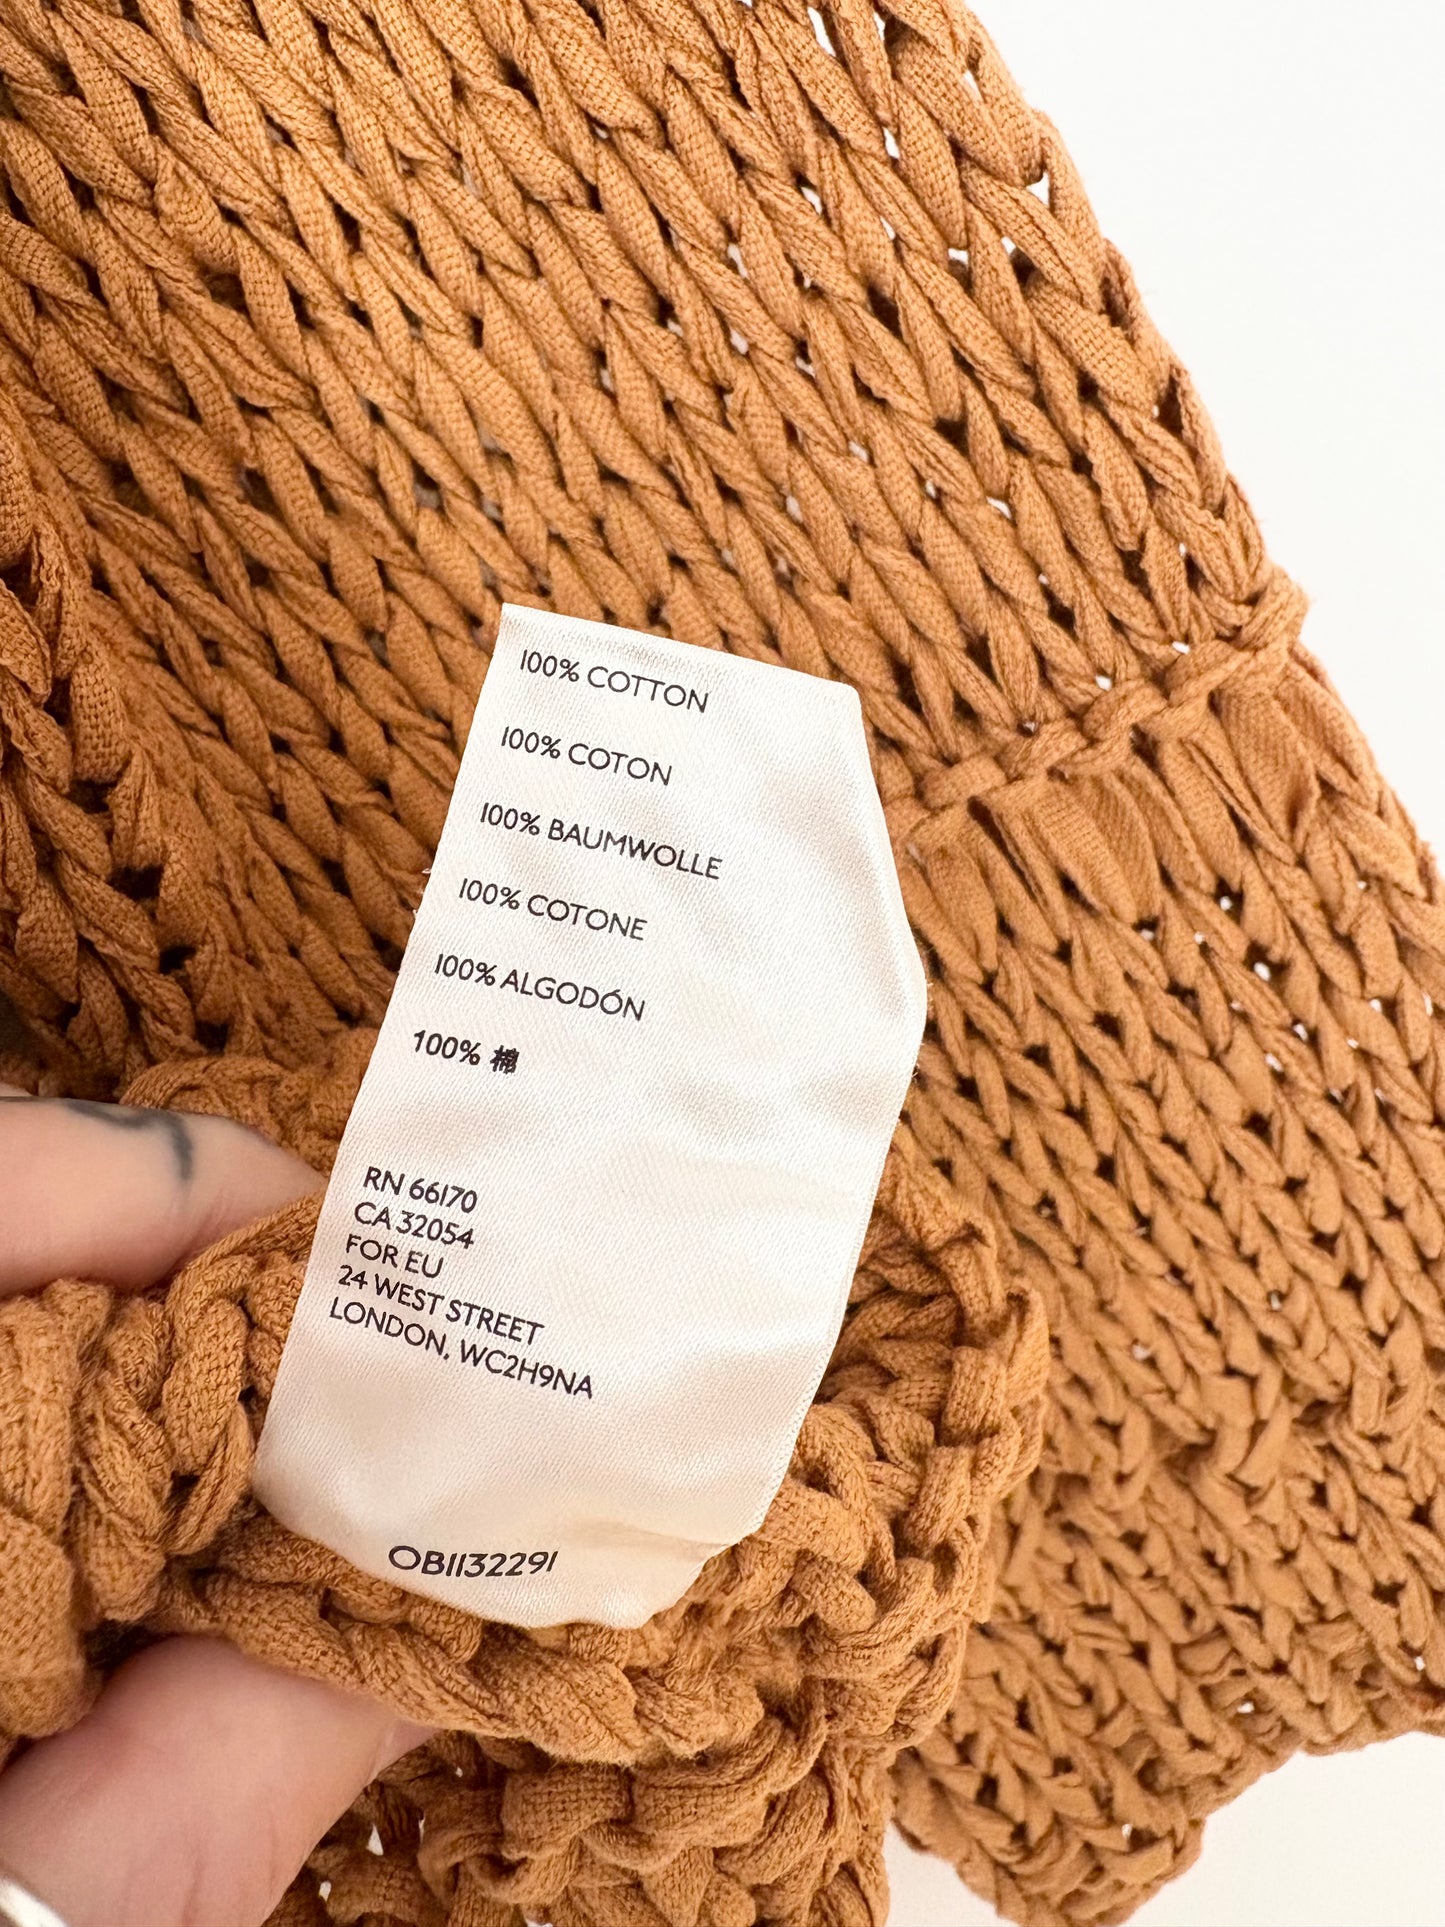 100% COTTON
100% COTON
100% BAUMWOLLE
100% COTONE
100% ALGODÓN
100% 棉
RN 66170
CA 32054
FOR EU
24 WEST STREET
LONDON, WC2H9NA
OB1132291